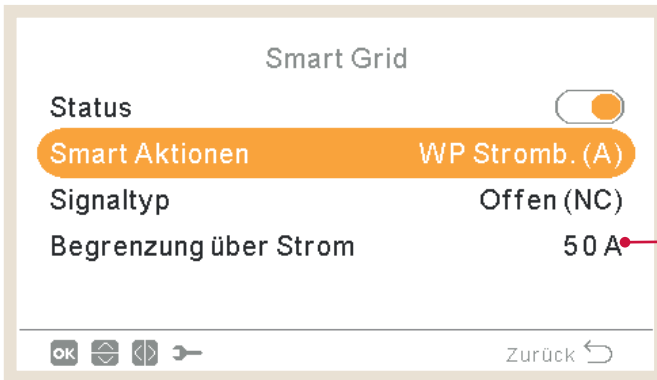 Smart Grid
Status
Smart Aktionen WP Stromb. (A)
Signaltyp Offen (NC)
Begrenzung über Strom 50 A
OK Zurück